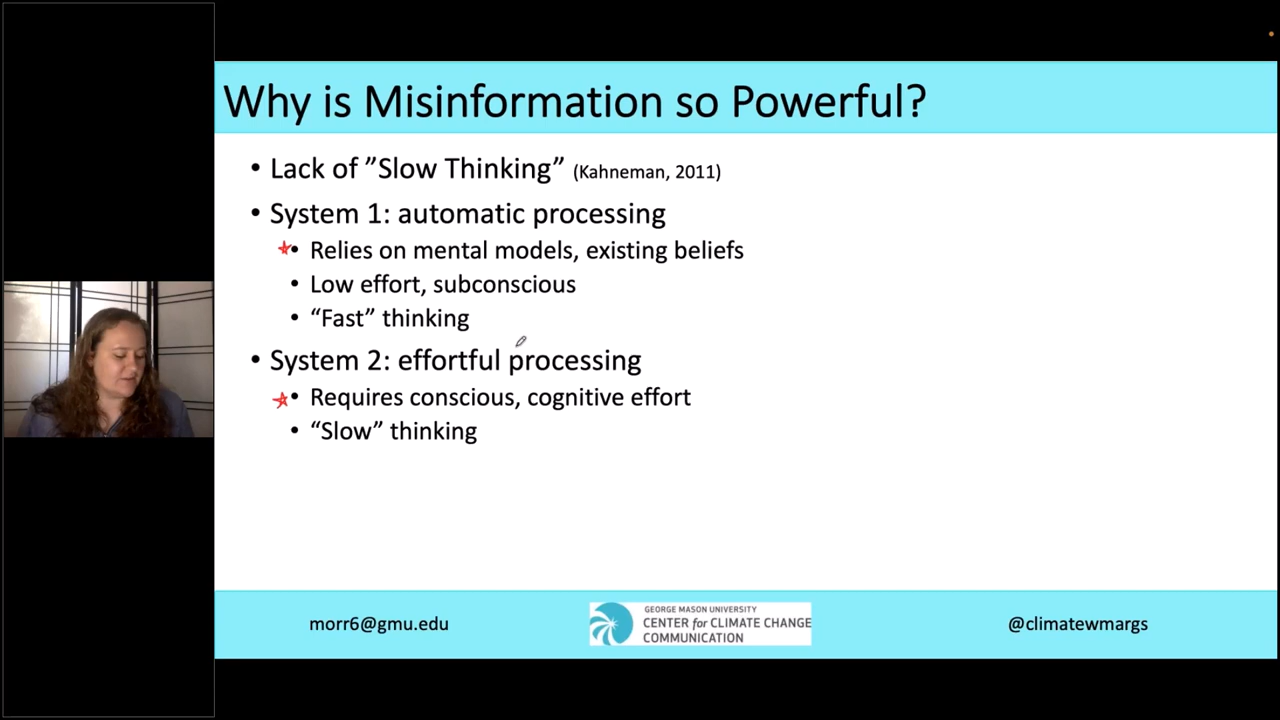 Why is Misinformation so Powerful?
• Lack of ”Slow Thinking” (Kahneman, 2011)
• System 1: automatic processing
• Relies on mental models, existing beliefs
• Low effort, subconscious
• “Fast” thinking
• System 2: effortful processing
• Requires conscious, cognitive effort
• “Slow” thinking
morr6@gmu.edu
GEORGE MASON UNIVERSITY
CENTER for CLIMATE CHANGE
COMMUNICATION
@climatewmargs